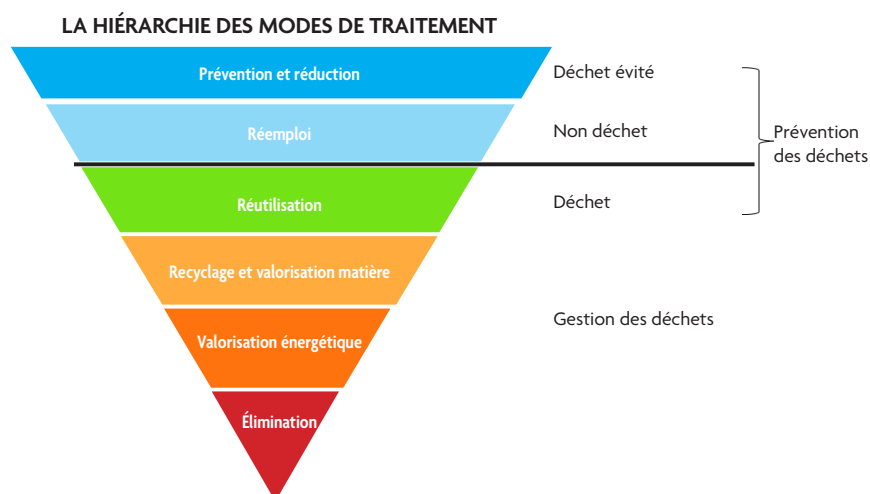 LA HIÉRARCHIE DES MODES DE TRAITEMENT
Prévention et réduction
Déchet évité
Réemploi
Non déchet
Prévention
des déchets
Réutilisation
Déchet
Recyclage et valorisation matière
Gestion des déchets
Valorisation énergétique
Élimination